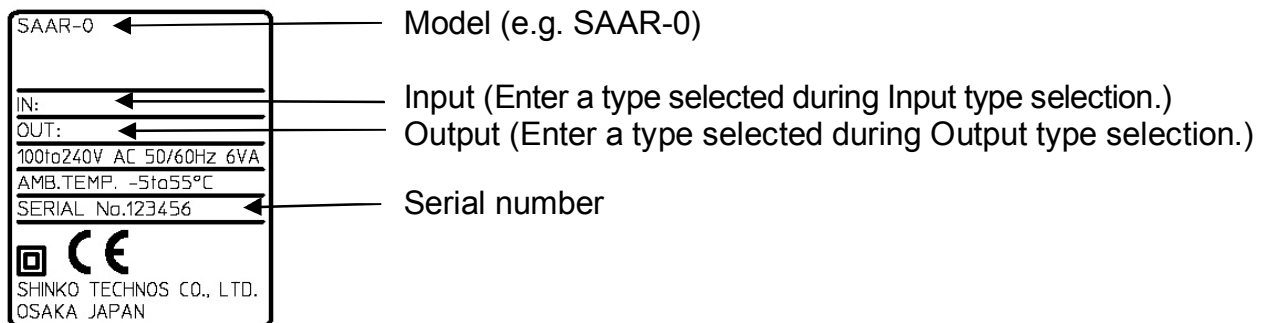 SAAR-0
Model (e.g. SAAR-0)
IN:
Input (Enter a type selected during Input type selection.)
OUT:
Output (Enter a type selected during Output type selection.)
100to240V AC 50/60Hz 6VA
AMB.TEMP. -5to55°C
SERIAL No.123456
Serial number
CE
SHINKO TECHNOS CO., LTD.
OSAKA JAPAN